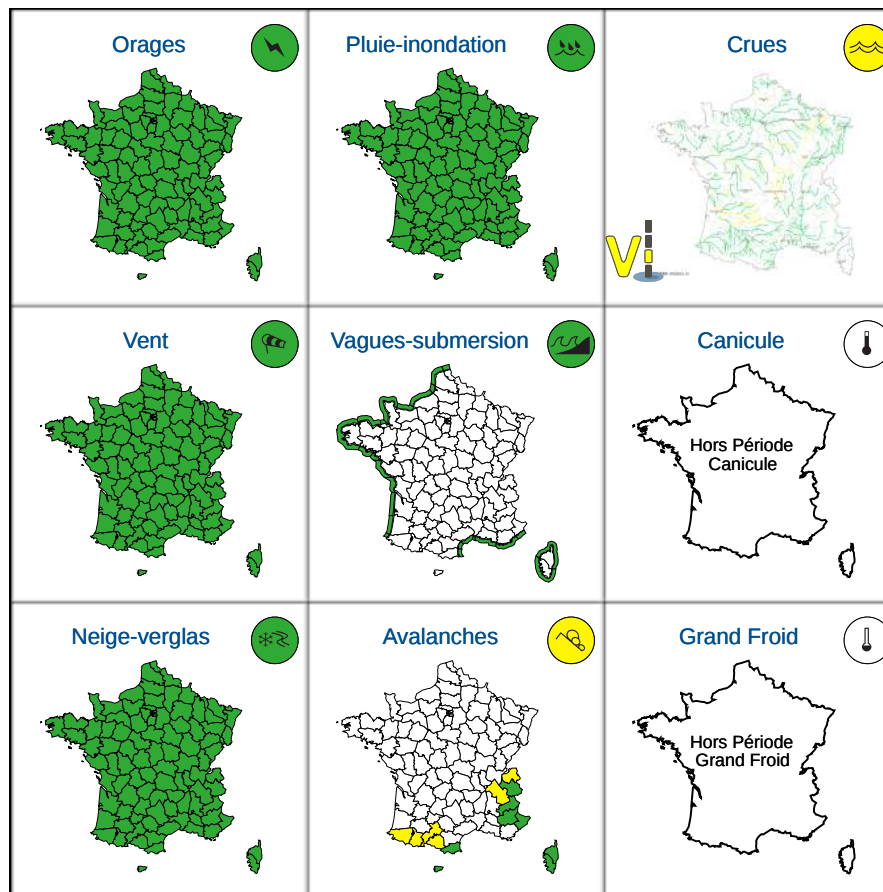 Orages
Pluie-inondation
Crues
Vi
Vent
Vagues-submersion
Canicule
Hors Période
Canicule
Neige-verglas
Avalanches
Grand Froid
Hors Période
Grand Froid